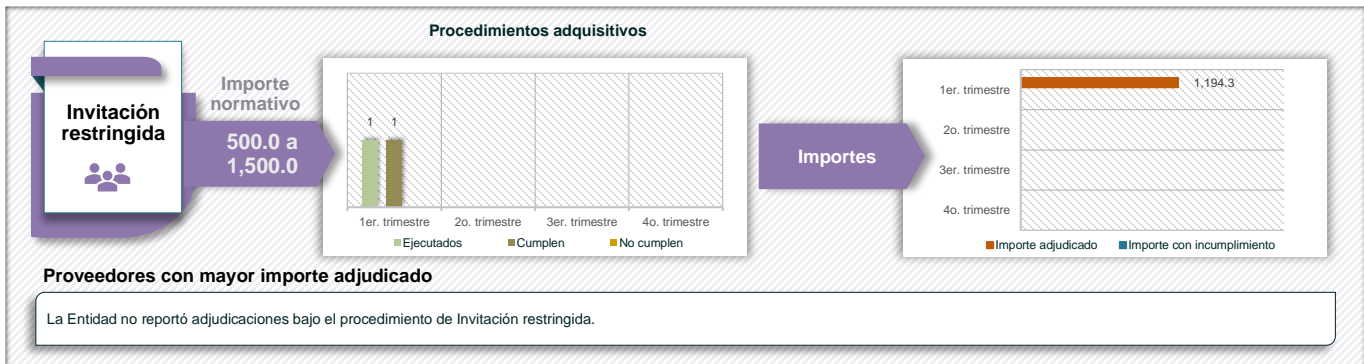 Procedimientos adquisitivos
Invitación
restringida
Importe
normativo
500.0 a
1,500.0
1 1
1er. trimestre 2o. trimestre 3er. trimestre 4o. trimestre
Ejecutados Cumplen No cumplen
Importes
1er. trimestre
1,194.3
2o. trimestre
3er. trimestre
4o. trimestre
Importe adjudicado Importe con incumplimiento
Proveedores con mayor importe adjudicado
La Entidad no reportó adjudicaciones bajo el procedimiento de Invitación restringida.